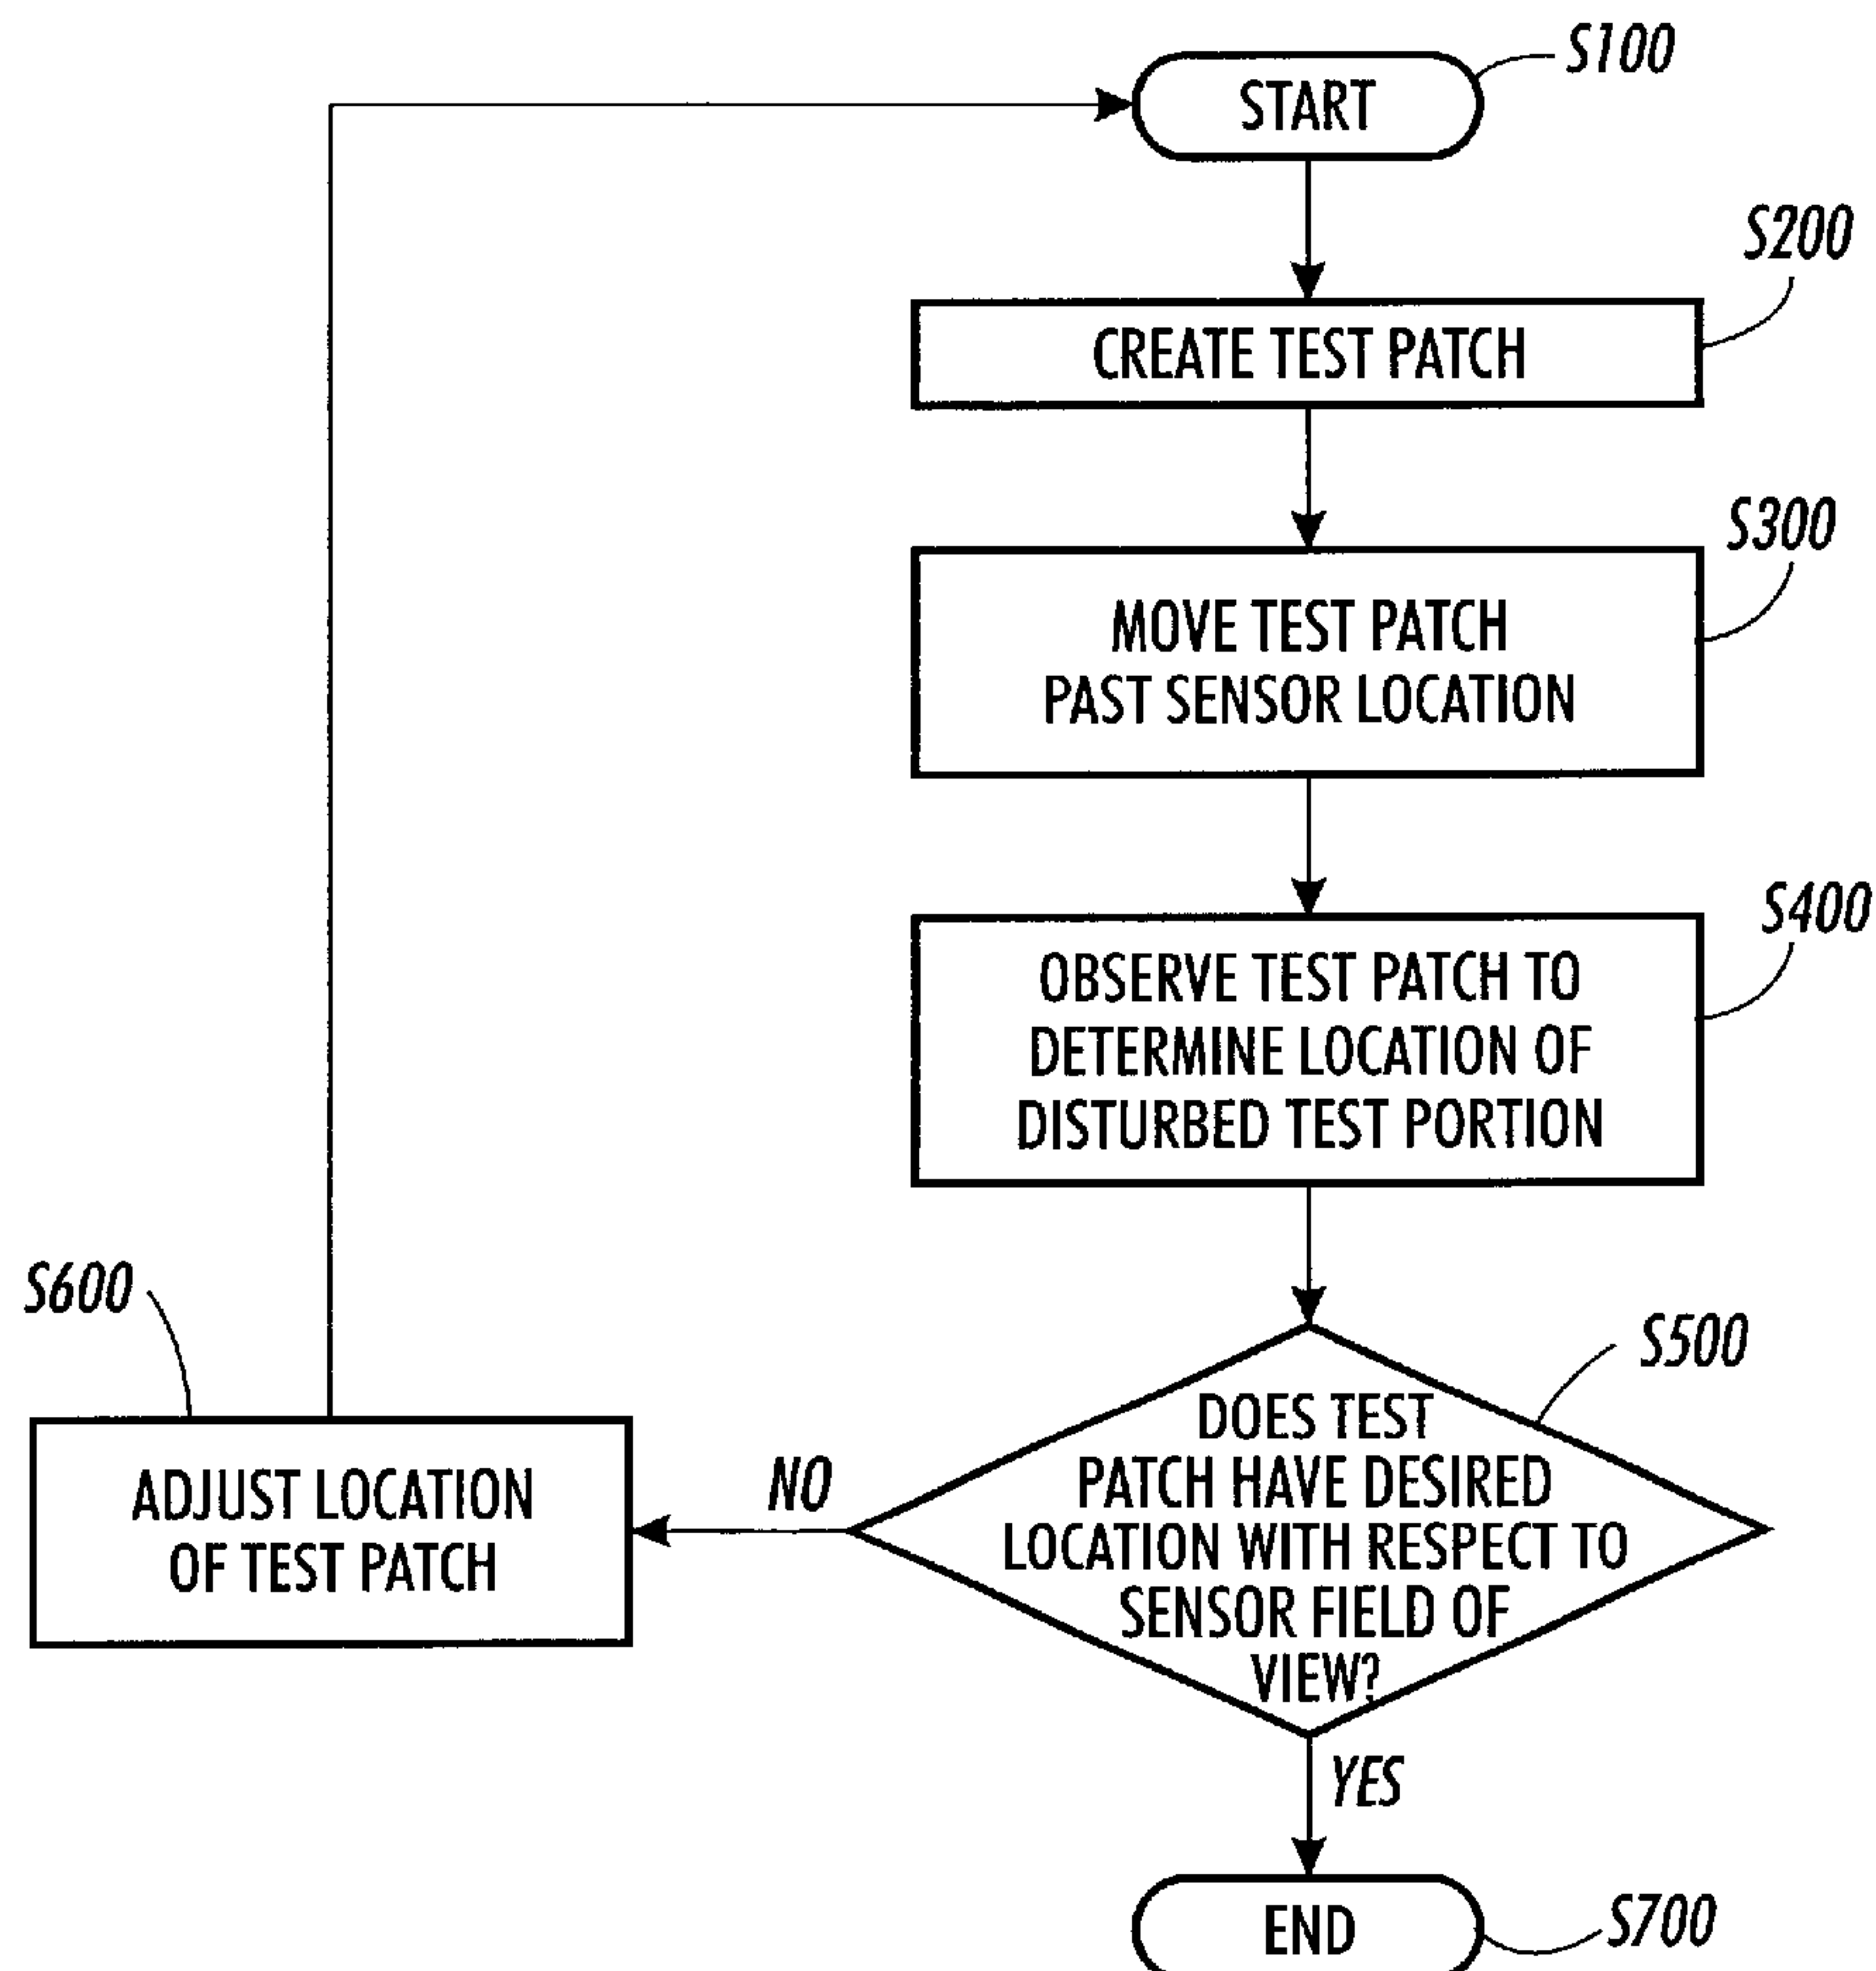 S100
START
S200
CREATE TEST PATCH
S300
MOVE TEST PATCH
PAST SENSOR LOCATION
S400
OBSERVE TEST PATCH TO
DETERMINE LOCATION OF
DISTURBED TEST PORTION
S500
DOES TEST
PATCH HAVE DESIRED
LOCATION WITH RESPECT TO
SENSOR FIELD OF
VIEW?
NO
S600
ADJUST LOCATION
OF TEST PATCH
YES
END
S700